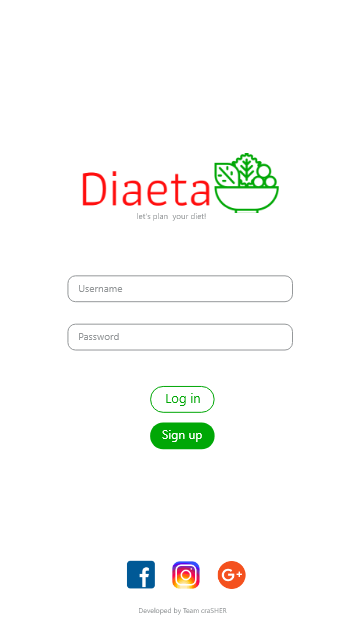 Diaeta
let's plan your diet!
Username
Password
Log in
Sign up
f
G+
Developed by Team craSHER